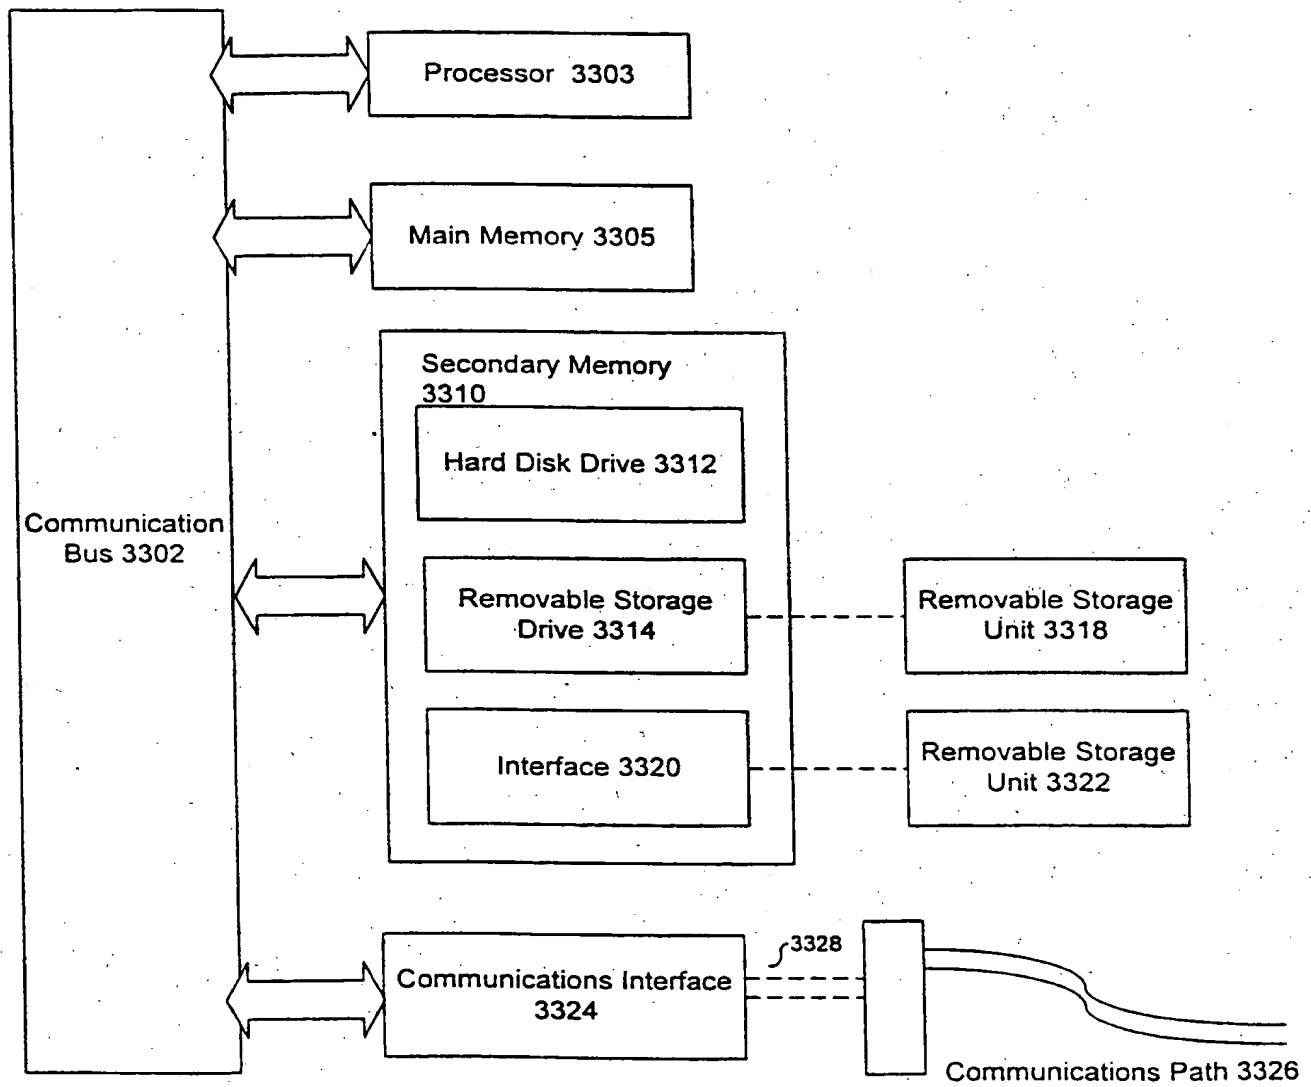 Processor 3303
Main Memory 3305
Secondary Memory
3310
Hard Disk Drive 3312
Communication
Bus 3302
Removable Storage
Drive 3314
Removable Storage
Unit 3318
Interface 3320
Removable Storage
Unit 3322
Communications Interface
3324
3328
Communications Path 3326